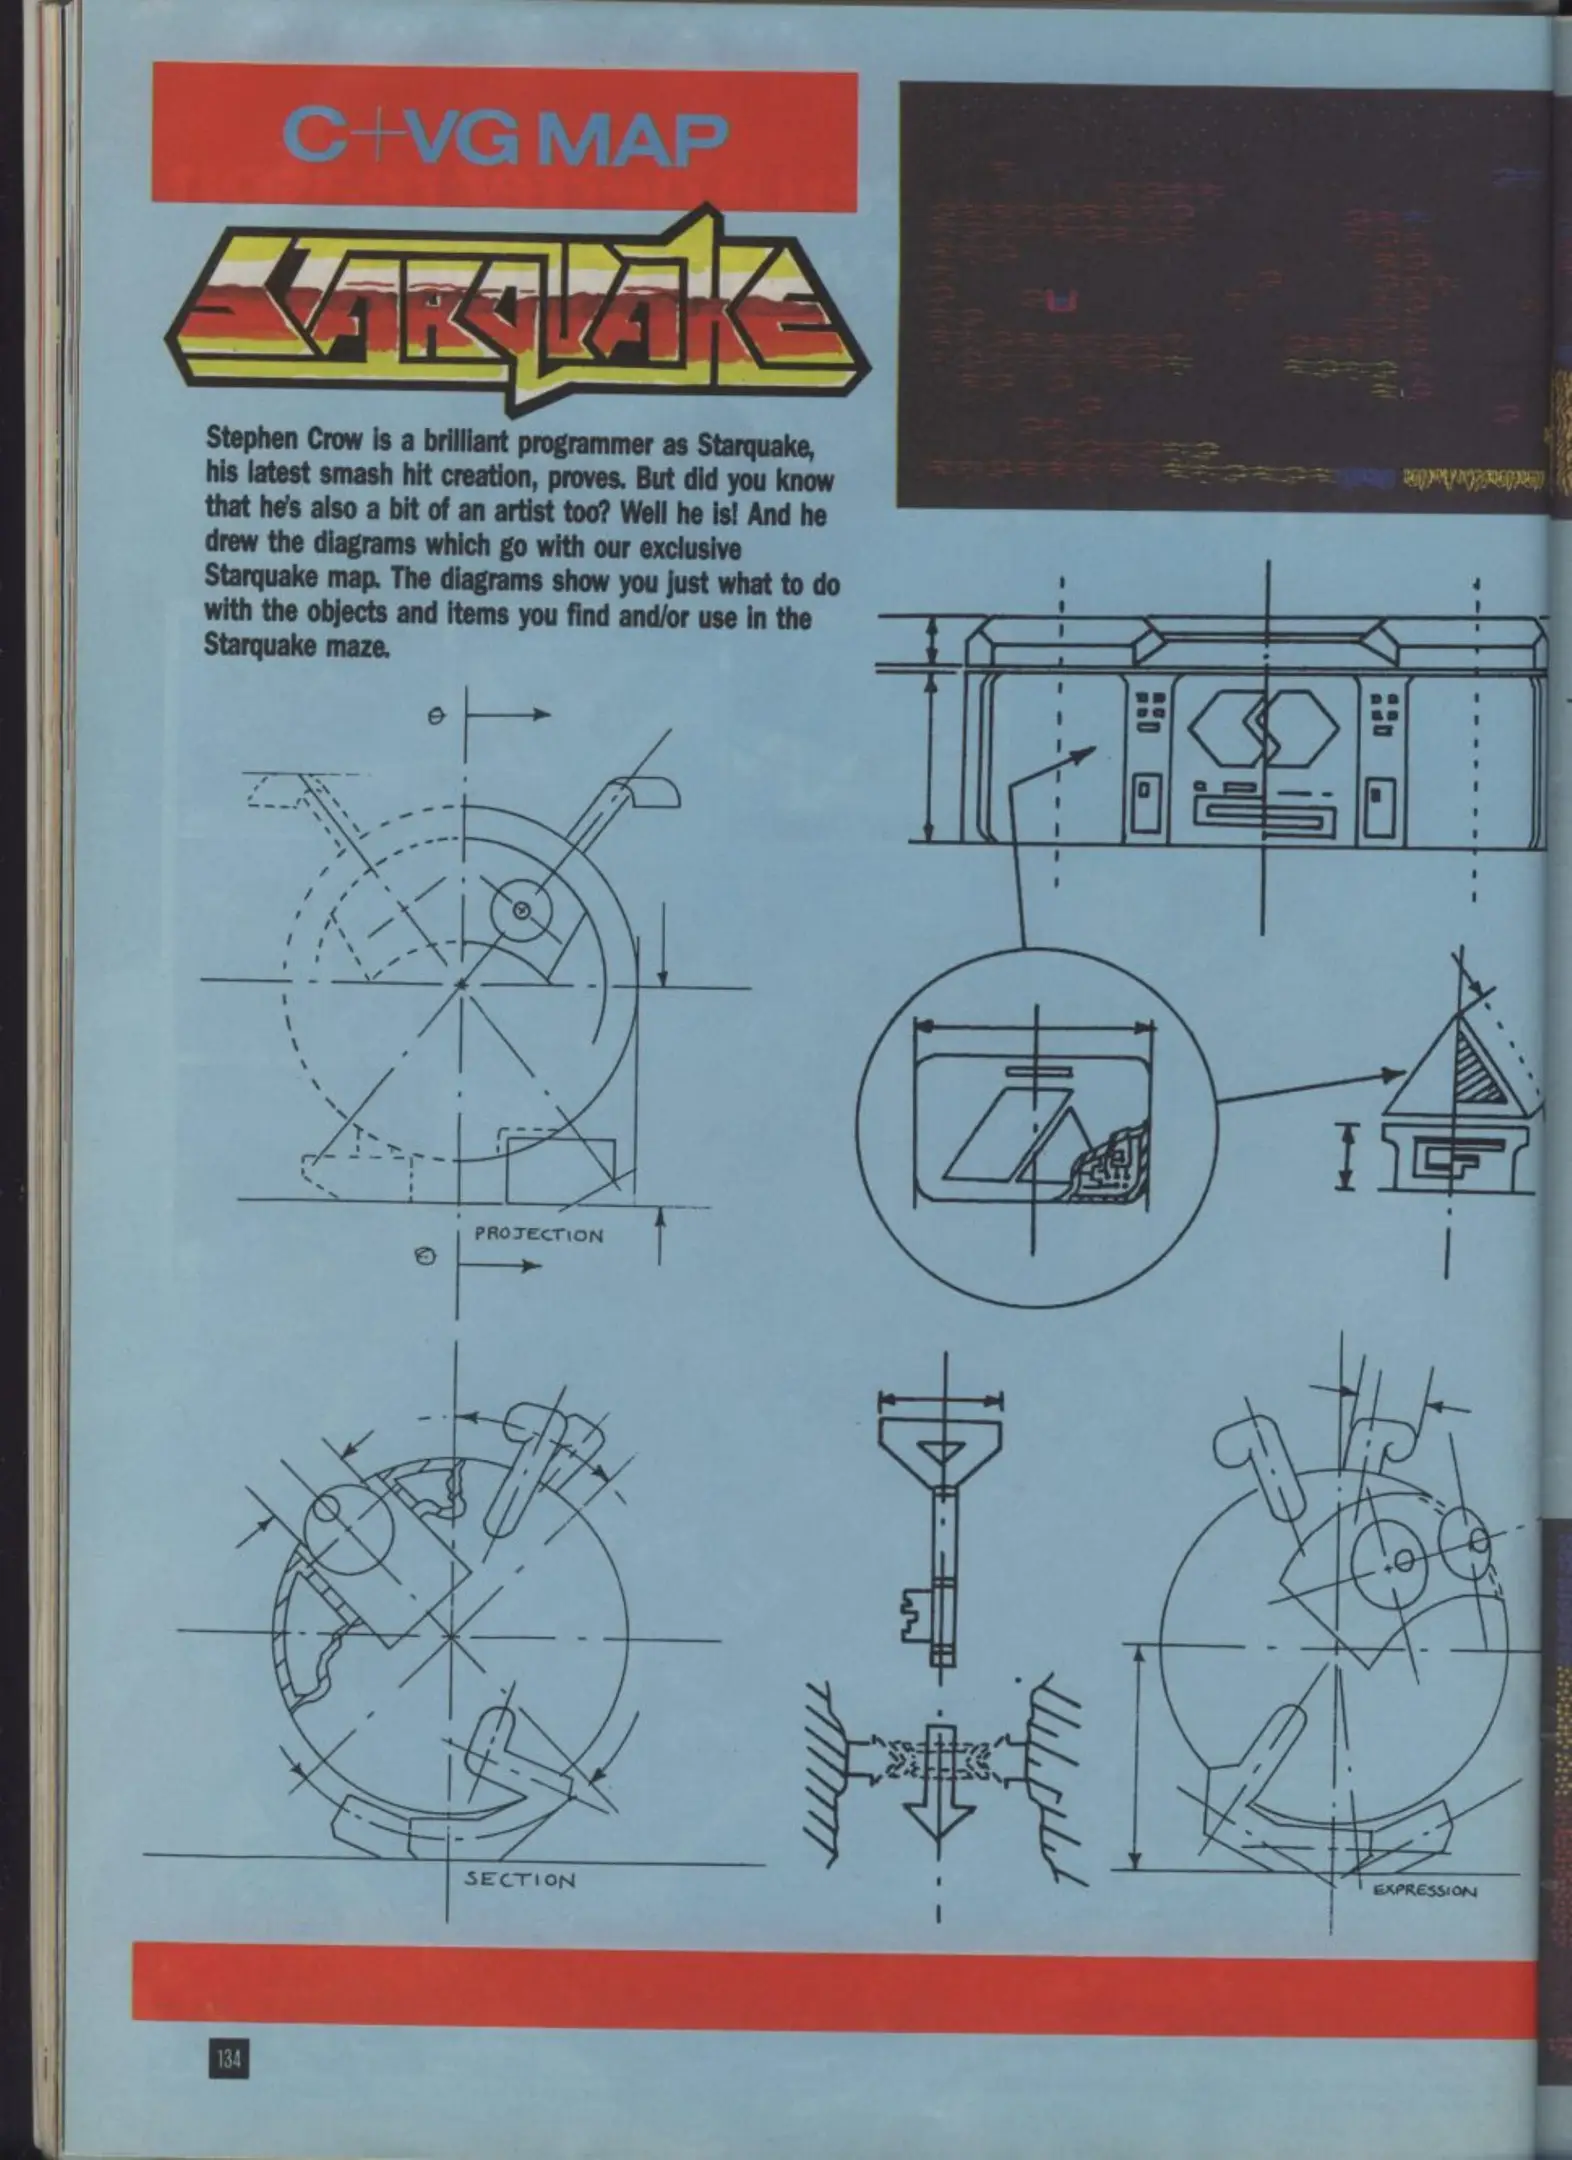 C+VG MAP
STARQUAKE
Stephen Crow is a brilliant programmer as Starquake,
his latest smash hit creation, proves. But did you know
that he's also a bit of an artist too? Well he is! And he
drew the diagrams which go with our exclusive
Starquake map. The diagrams show you just what to do
with the objects and items you find and/or use in the
Starquake maze.
θ
PROJECTION
θ
SECTION
EXPRESSION
134